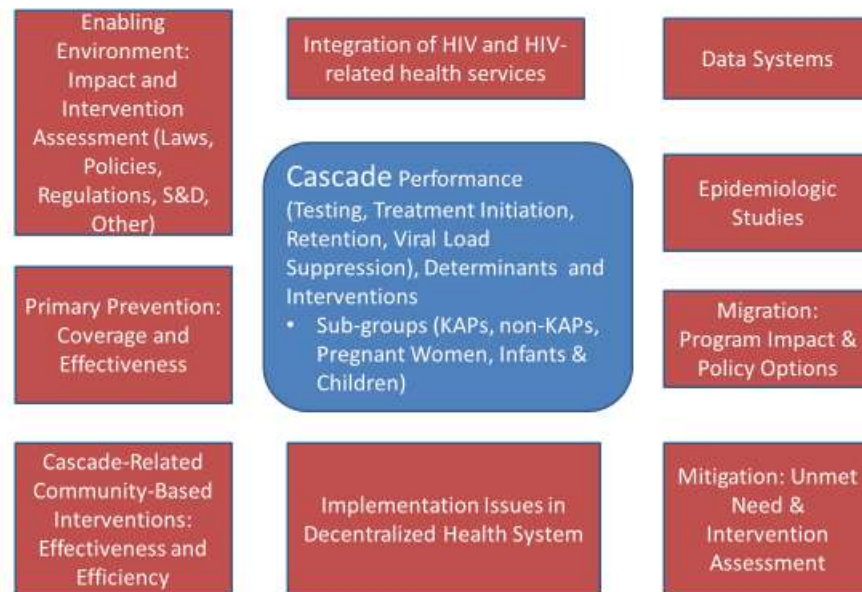 Enabling
Environment:
Impact and
Intervention
Assessment (Laws,
Policies,
Regulations, S&D,
Other)
Integration of HIV and HIV-
related health services
Data Systems
Cascade Performance
(Testing, Treatment Initiation,
Retention, Viral Load
Suppression), Determinants and
Interventions
• Sub-groups (KAPs, non-KAPs,
Pregnant Women, Infants &
Children)
Epidemiologic
Studies
Primary Prevention:
Coverage and
Effectiveness
Migration:
Program Impact &
Policy Options
Cascade-Related
Community-Based
Interventions:
Effectiveness and
Efficiency
Implementation Issues in
Decentralized Health System
Mitigation: Unmet
Need &
Intervention
Assessment